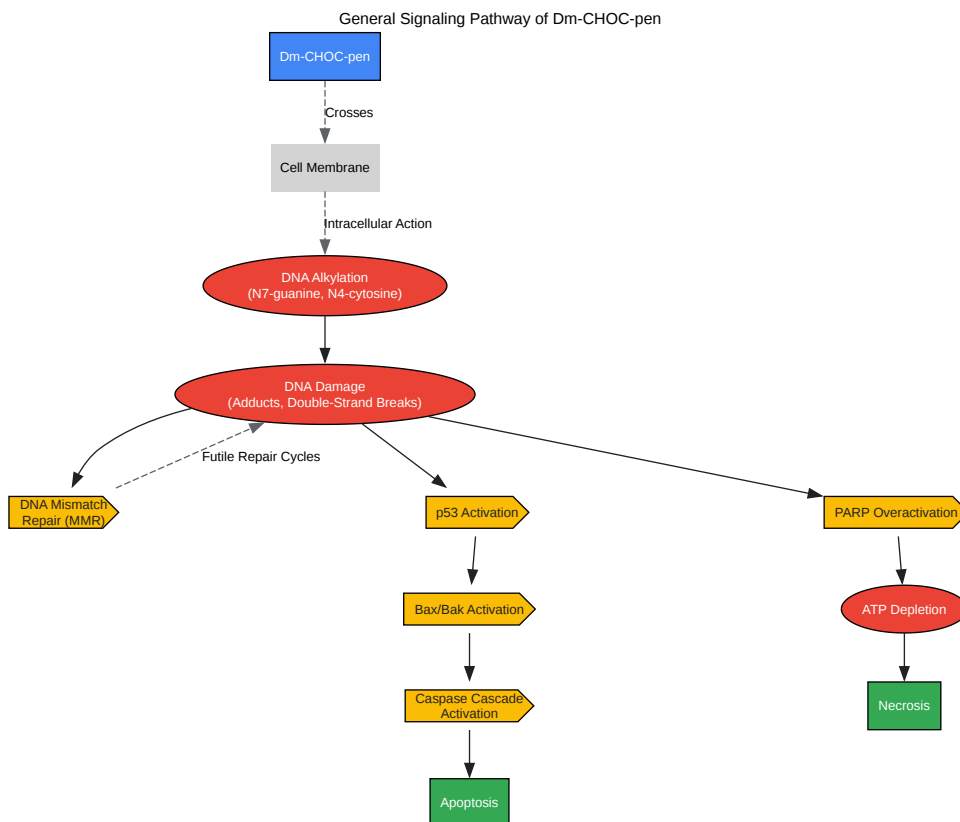 General Signaling Pathway of Dm-CHOC-pen
Dm-CHOC-pen
Crosses
Cell Membrane
Intracellular Action
DNA Alkylation
(N7-guanine, N4-cytosine)
DNA Damage
(Adducts, Double-Strand Breaks)
Futile Repair Cycles
DNA Mismatch
Repair (MMR)
p53 Activation
PARP Overactivation
Bax/Bak Activation
ATP Depletion
Caspase Cascade
Activation
Necrosis
Apoptosis